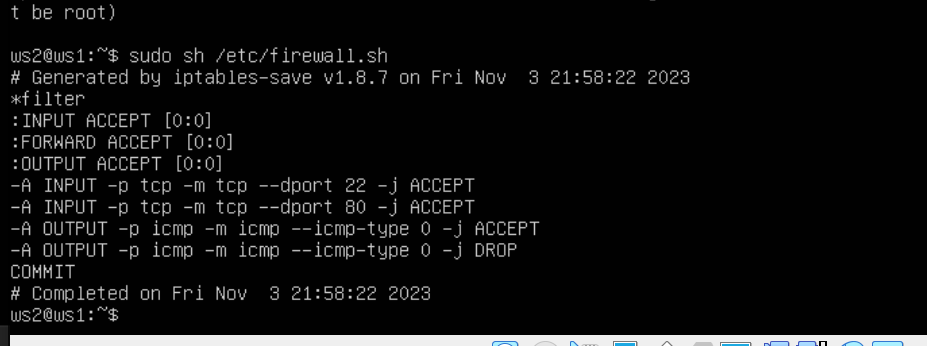 t be root)
ws2@ws1:~$ sudo sh /etc/firewall.sh
# Generated by iptables-save v1.8.7 on Fri Nov  3 21:58:22 2023
*filter
:INPUT ACCEPT [0:0]
:FORWARD ACCEPT [0:0]
:OUTPUT ACCEPT [0:0]
-A INPUT -p tcp -m tcp --dport 22 -j ACCEPT
-A INPUT -p tcp -m tcp --dport 80 -j ACCEPT
-A OUTPUT -p icmp -m icmp --icmp-type 0 -j ACCEPT
-A OUTPUT -p icmp -m icmp --icmp-type 0 -j DROP
COMMIT
# Completed on Fri Nov  3 21:58:22 2023
ws2@ws1:~$